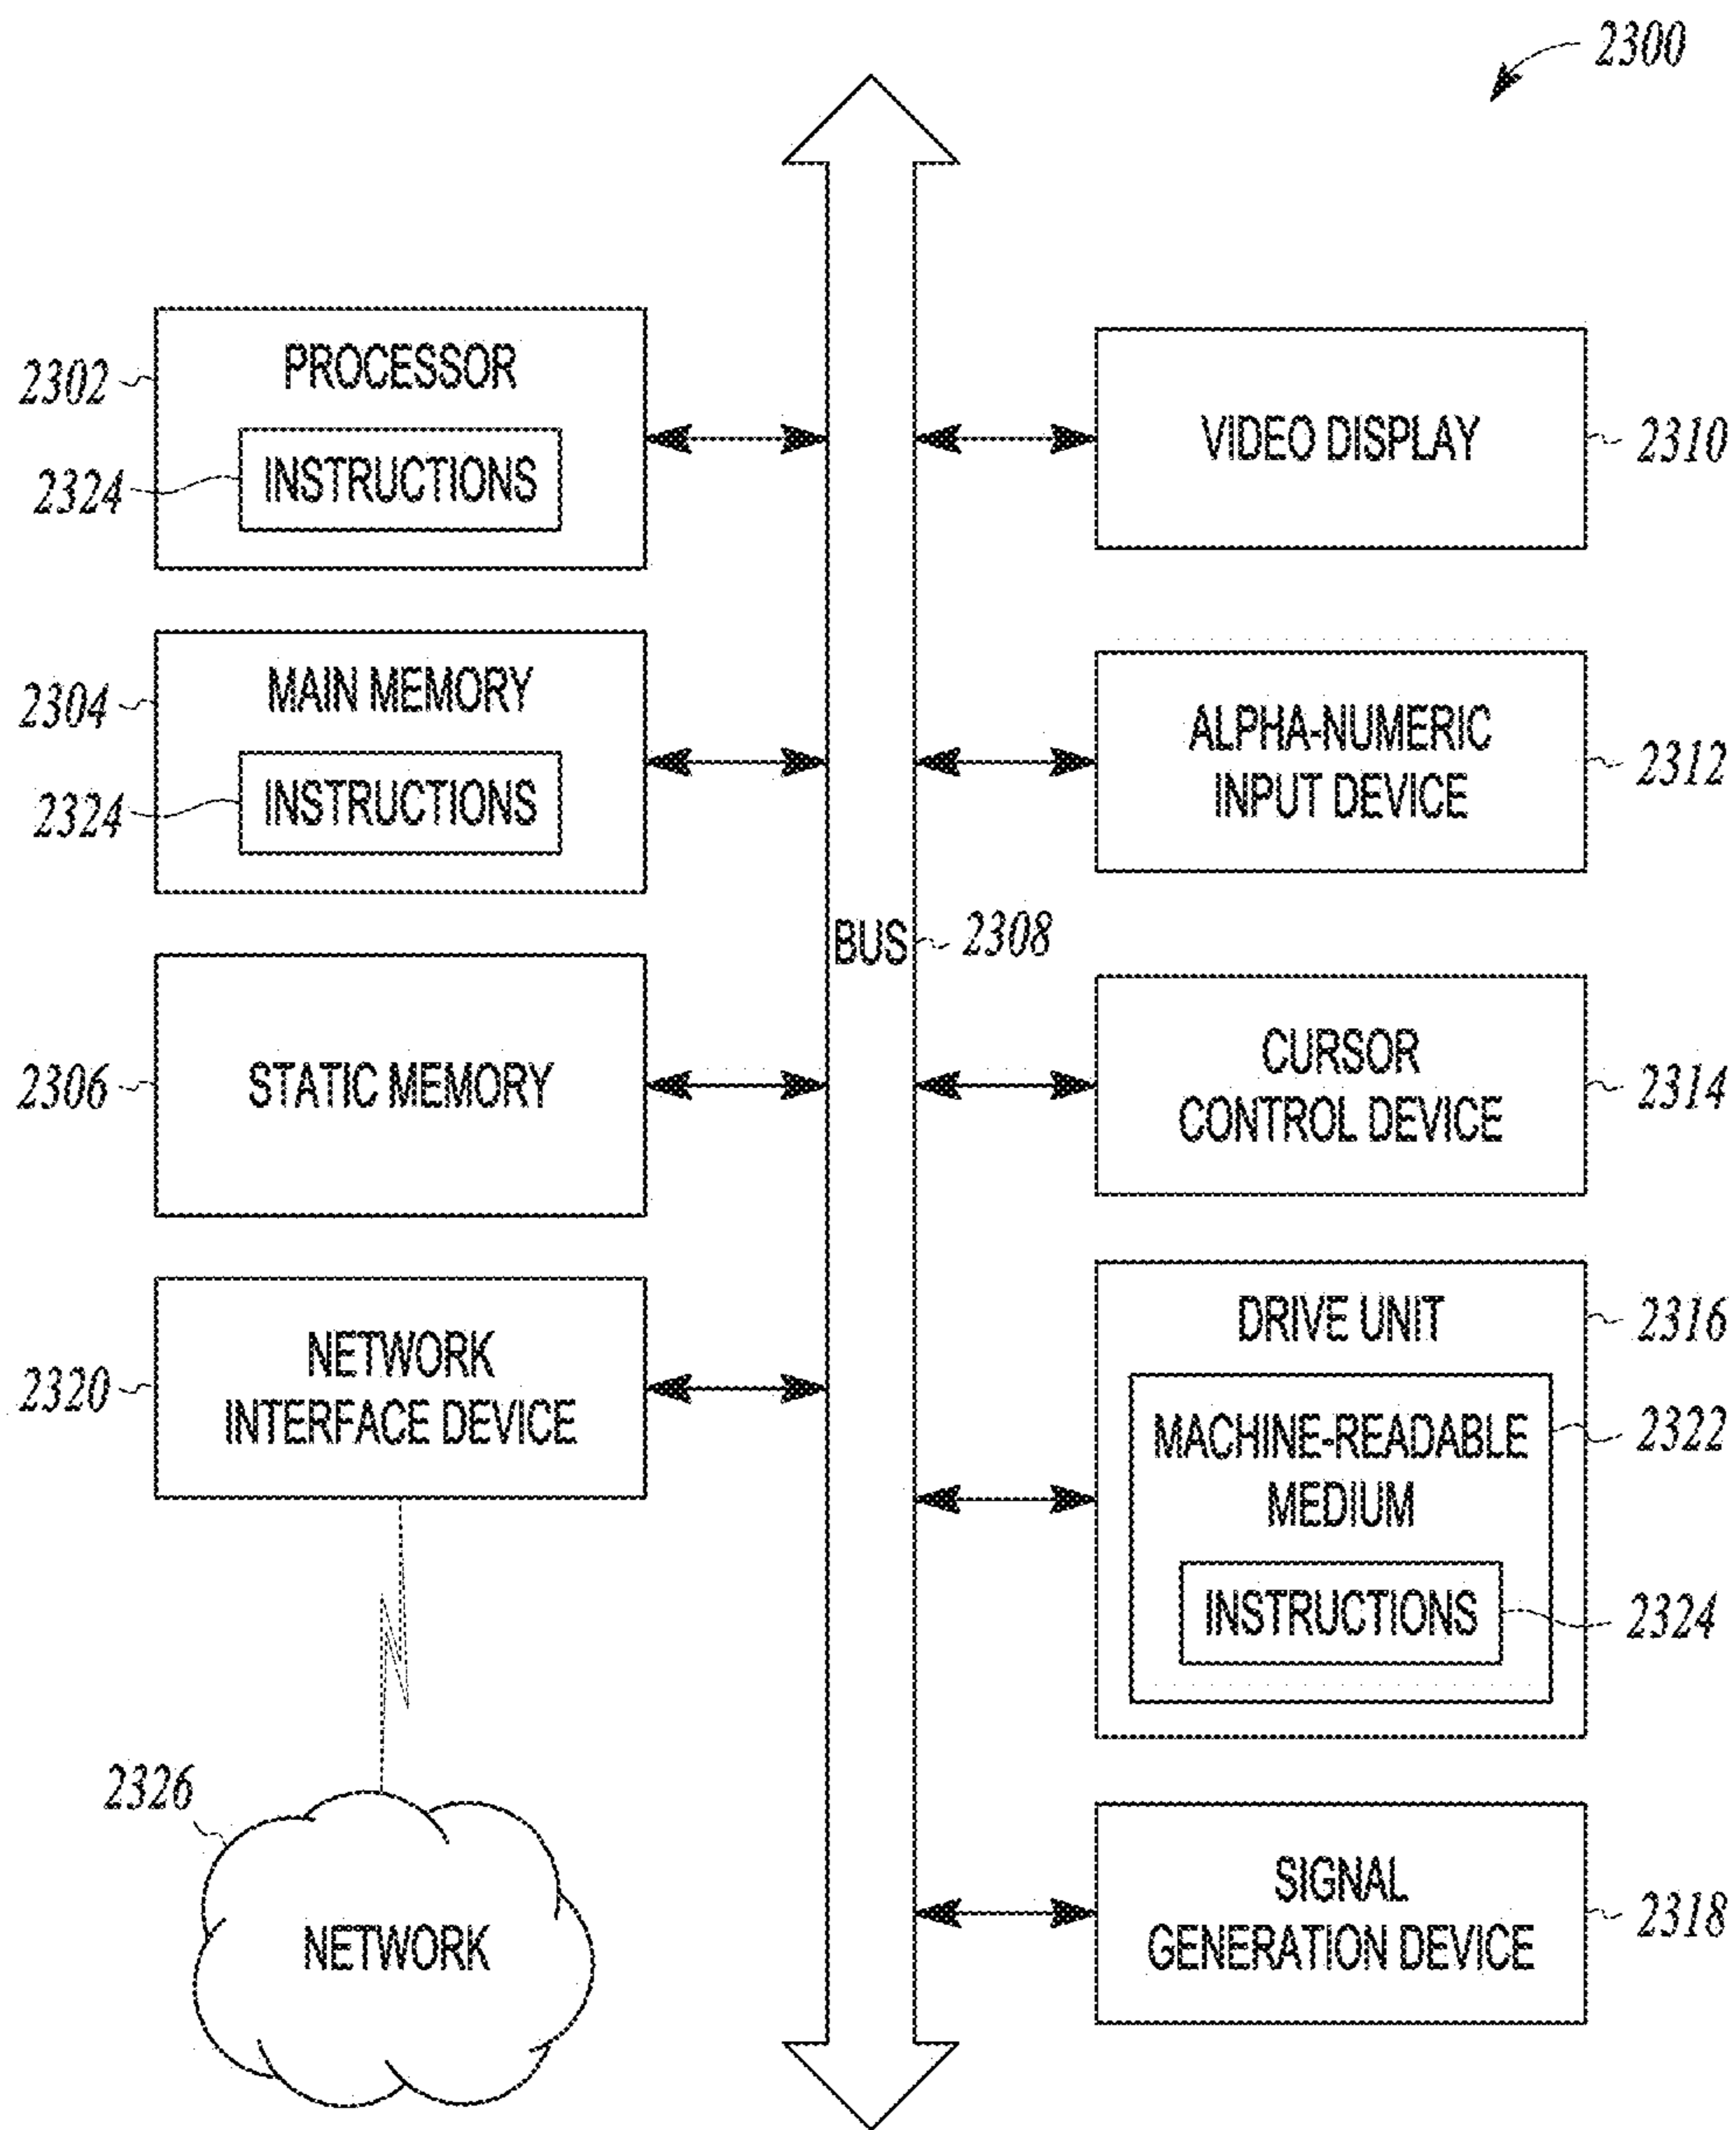 2300
PROCESSOR
2302
INSTRUCTIONS
2324
MAIN MEMORY
2304
INSTRUCTIONS
2324
STATIC MEMORY
2306
NETWORK
INTERFACE DEVICE
2320
2326
NETWORK
BUS
2308
VIDEO DISPLAY
2310
ALPHA-NUMERIC
INPUT DEVICE
2312
CURSOR
CONTROL DEVICE
2314
DRIVE UNIT
2316
MACHINE-READABLE
MEDIUM
2322
INSTRUCTIONS
2324
SIGNAL
GENERATION DEVICE
2318